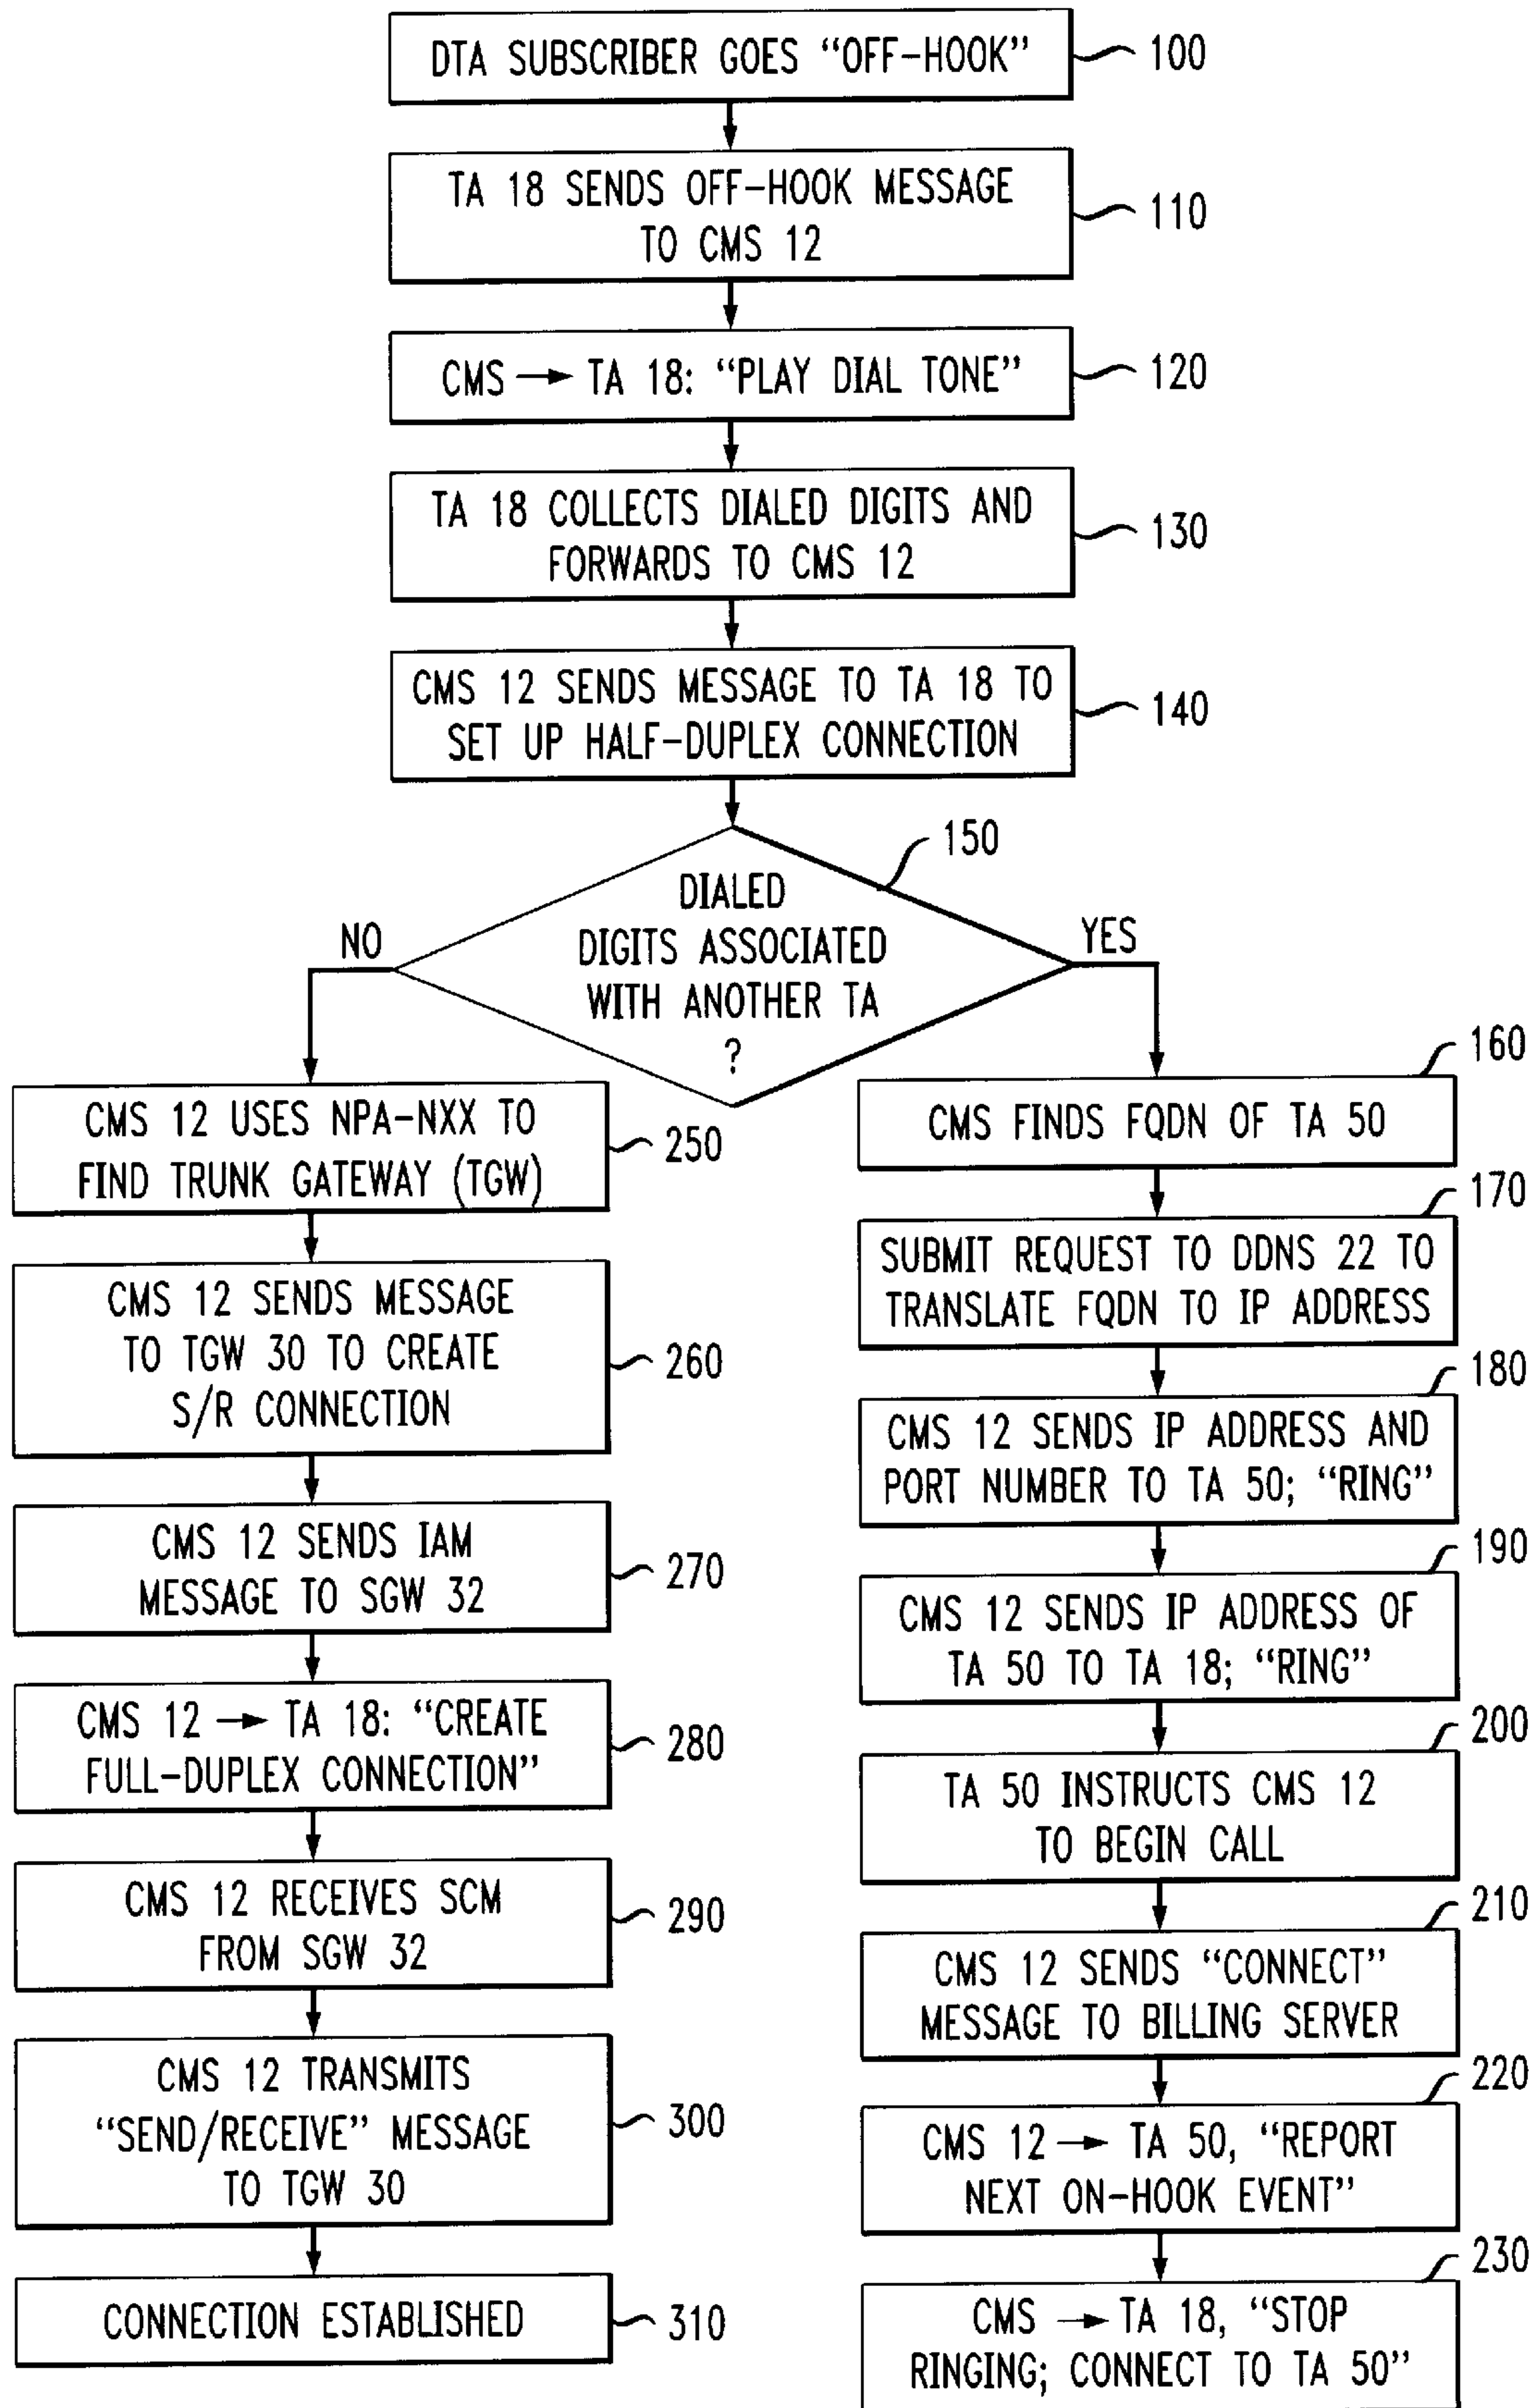 DTA SUBSCRIBER GOES “OFF-HOOK”
100
TA 18 SENDS OFF-HOOK MESSAGE
TO CMS 12
110
CMS → TA 18: “PLAY DIAL TONE”
120
TA 18 COLLECTS DIALED DIGITS AND
FORWARDS TO CMS 12
130
CMS 12 SENDS MESSAGE TO TA 18 TO
SET UP HALF-DUPLEX CONNECTION
140
150
DIALED
DIGITS ASSOCIATED
WITH ANOTHER TA
?
NO
YES
CMS 12 USES NPA-NXX TO
FIND TRUNK GATEWAY (TGW)
250
CMS 12 SENDS MESSAGE
TO TGW 30 TO CREATE
S/R CONNECTION
260
CMS 12 SENDS IAM
MESSAGE TO SGW 32
270
CMS 12 → TA 18: “CREATE
FULL-DUPLEX CONNECTION”
280
CMS 12 RECEIVES SCM
FROM SGW 32
290
CMS 12 TRANSMITS
“SEND/RECEIVE” MESSAGE
TO TGW 30
300
CONNECTION ESTABLISHED
310
160
CMS FINDS FQDN OF TA 50
170
SUBMIT REQUEST TO DDNS 22 TO
TRANSLATE FQDN TO IP ADDRESS
180
CMS 12 SENDS IP ADDRESS AND
PORT NUMBER TO TA 50; “RING”
190
CMS 12 SENDS IP ADDRESS OF
TA 50 TO TA 18; “RING”
200
TA 50 INSTRUCTS CMS 12
TO BEGIN CALL
210
CMS 12 SENDS “CONNECT”
MESSAGE TO BILLING SERVER
220
CMS 12 → TA 50, “REPORT
NEXT ON-HOOK EVENT”
230
CMS → TA 18, “STOP
RINGING; CONNECT TO TA 50”